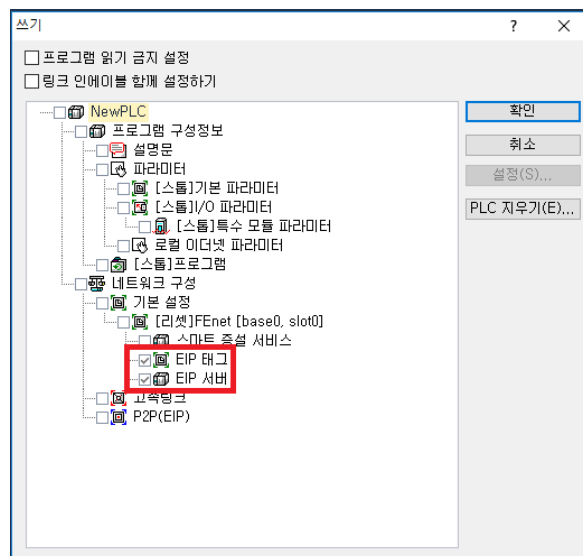 쓰기
? ×
프로그램 읽기 금지 설정
링크 인에이블 함께 설정하기
NewPLC
프로그램 구성정보
설명문
파라미터
[스톱]기본 파라미터
[스톱]I/O 파라미터
[스톱]특수 모듈 파라미터
로컬 이더넷 파라미터
[스톱]프로그램
네트워크 구성
기본 설정
[리셋]FEnet [base0, slot0]
스마트 증설 서비스
EIP 태그
EIP 서버
고속링크
P2P(EIP)
확인
취소
설정(S)...
PLC 지우기(E)...